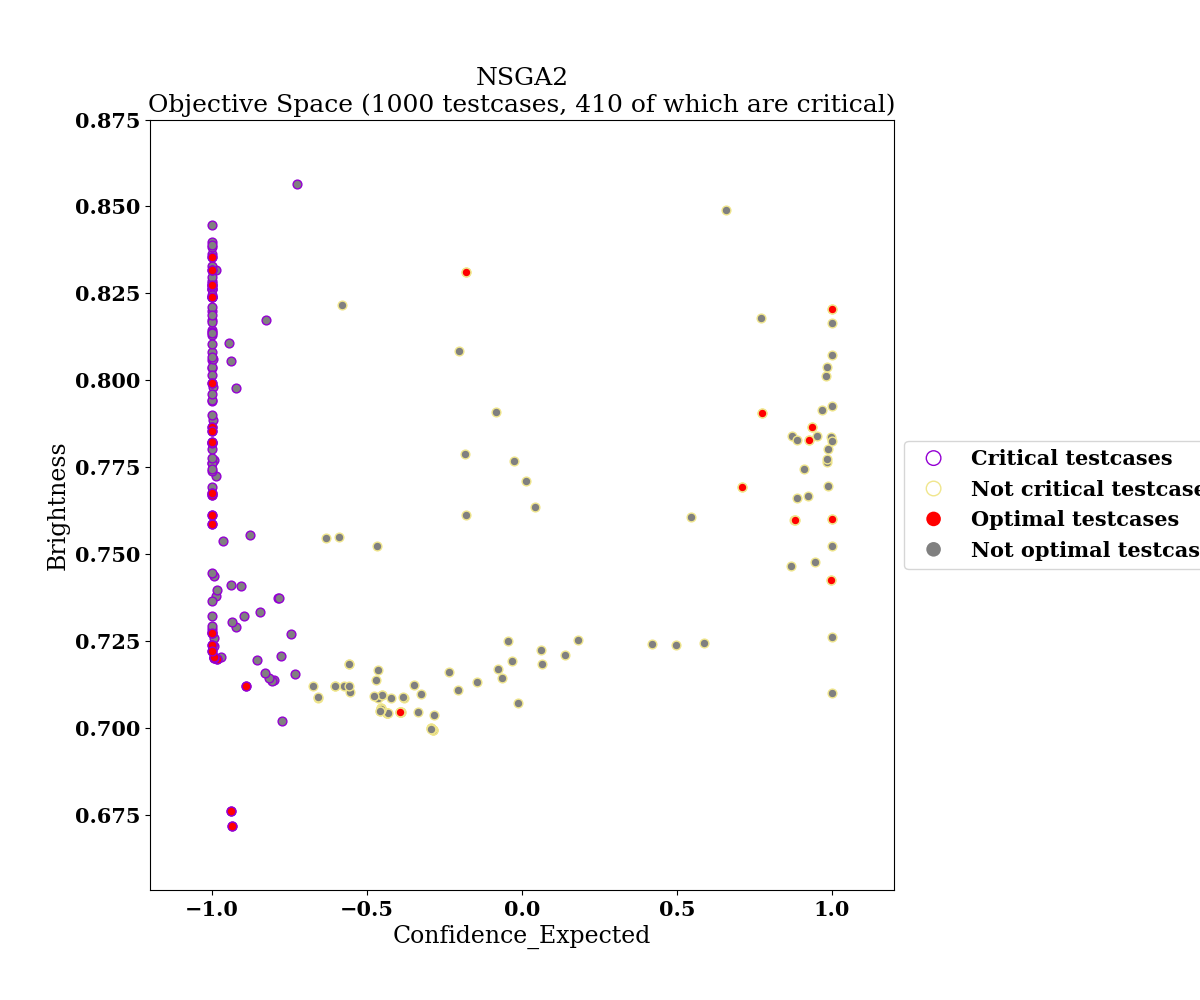 NSGA2
Objective Space (1000 testcases, 410 of which are critical)
0.875
0.850
0.825
0.800
0.775
0.750
0.725
0.700
0.675
Brightness
−1.0
−0.5
0.0
0.5
1.0
Confidence_Expected
Critical testcases
Not critical testcase
Optimal testcases
Not optimal testcas